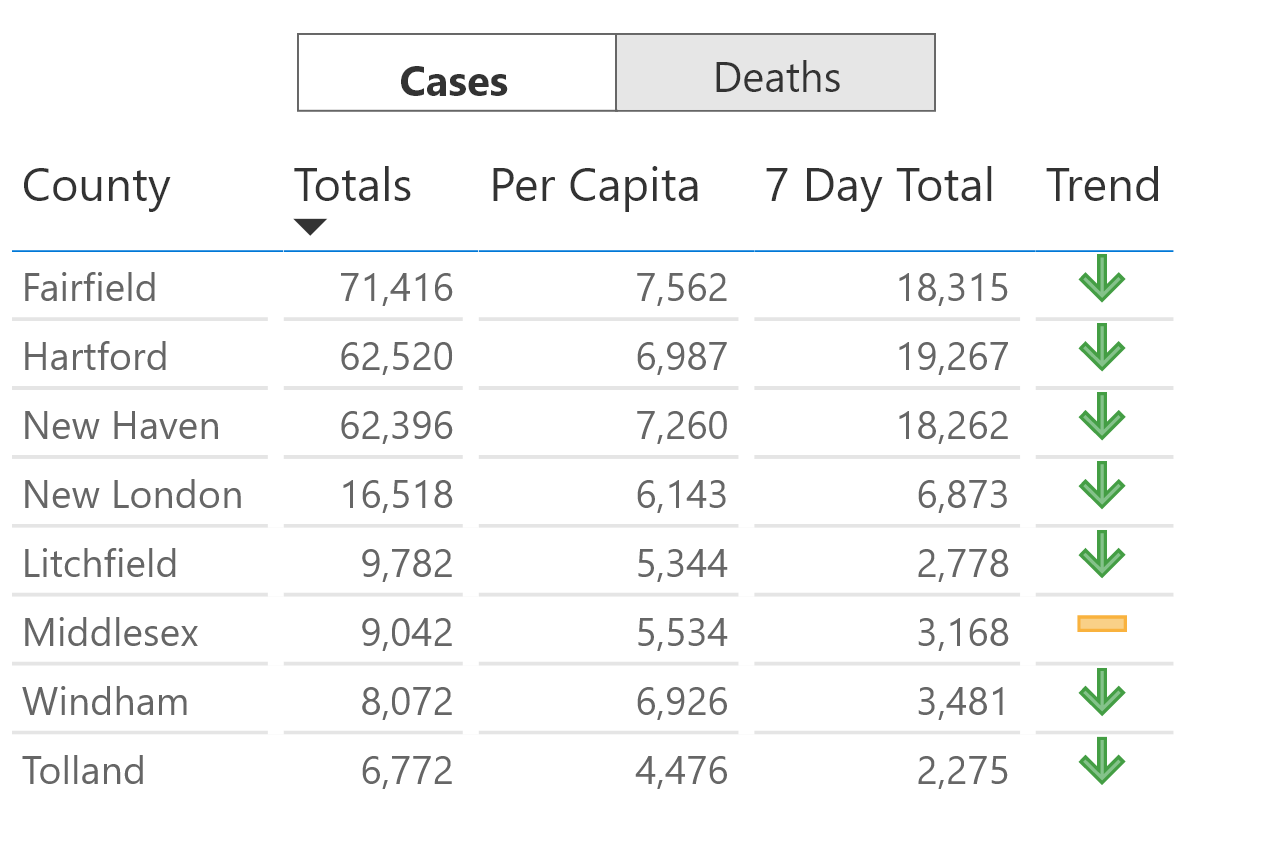 Cases Deaths
County Totals Per Capita 7 Day Total Trend
Fairfield 71,416 7,562 18,315
Hartford 62,520 6,987 19,267
New Haven 62,396 7,260 18,262
New London 16,518 6,143 6,873
Litchfield 9,782 5,344 2,778
Middlesex 9,042 5,534 3,168
Windham 8,072 6,926 3,481
Tolland 6,772 4,476 2,275